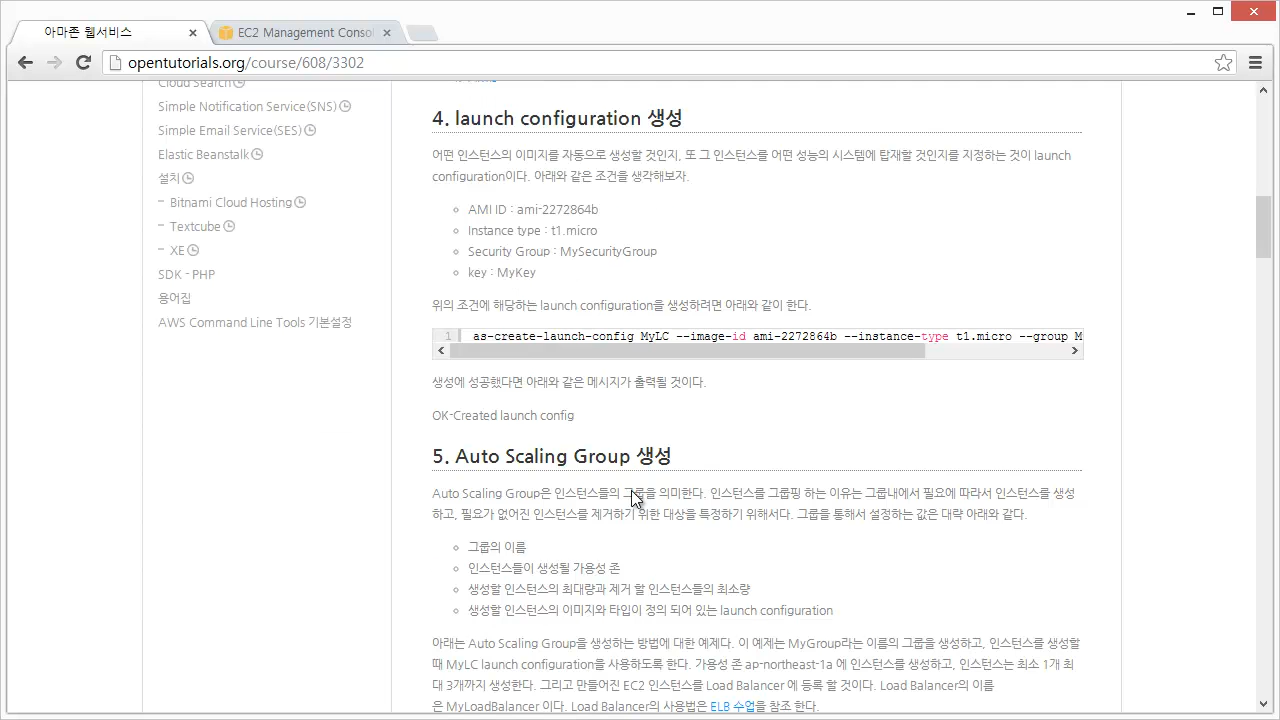 아마존 웹서비스
EC2 Management Consol
opentutorials.org/course/608/3302
Cloud Search
Simple Notification Service(SNS)
Simple Email Service(SES)
Elastic Beanstalk
설치
- Bitnami Cloud Hosting
- Textcube
- XE
SDK - PHP
용어집
AWS Command Line Tools 기본설정
4. launch configuration 생성
어떤 인스턴스의 이미지를 자동으로 생성할 것인지, 또 그 인스턴스를 어떤 성능의 시스템에 탑재할 것인지를 지정하는 것이 launch
configuration이다. 아래와 같은 조건을 생각해보자.
AMI ID : ami-2272864b
Instance type : t1.micro
Security Group : MySecurityGroup
key : MyKey
위의 조건에 해당하는 launch configuration을 생성하려면 아래와 같이 한다.
1 as-create-launch-config MyLC --image-id ami-2272864b --instance-type t1.micro --group M
생성에 성공했다면 아래와 같은 메시지가 출력될 것이다.
OK-Created launch config
5. Auto Scaling Group 생성
Auto Scaling Group은 인스턴스들의 그룹을 의미한다. 인스턴스를 그룹핑 하는 이유는 그룹내에서 필요에 따라서 인스턴스를 생성
하고, 필요가 없어진 인스턴스를 제거하기 위한 대상을 특정하기 위해서다. 그룹을 통해서 설정하는 값은 대략 아래와 같다.
그룹의 이름
인스턴스들이 생성될 가용성 존
생성할 인스턴스의 최대량과 제거 할 인스턴스들의 최소량
생성할 인스턴스의 이미지와 타입이 정의 되어 있는 launch configuration
아래는 Auto Scaling Group을 생성하는 방법에 대한 예제다. 이 예제는 MyGroup라는 이름의 그룹을 생성하고, 인스턴스를 생성할
때 MyLC launch configuration을 사용하도록 한다. 가용성 존 ap-northeast-1a 에 인스턴스를 생성하고, 인스턴스는 최소 1개 최
대 3개까지 생성한다. 그리고 만들어진 EC2 인스턴스를 Load Balancer 에 등록 할 것이다. Load Balancer의 이름
은 MyLoadBalancer 이다. Load Balancer의 사용법은 ELB 수업을 참조 한다.